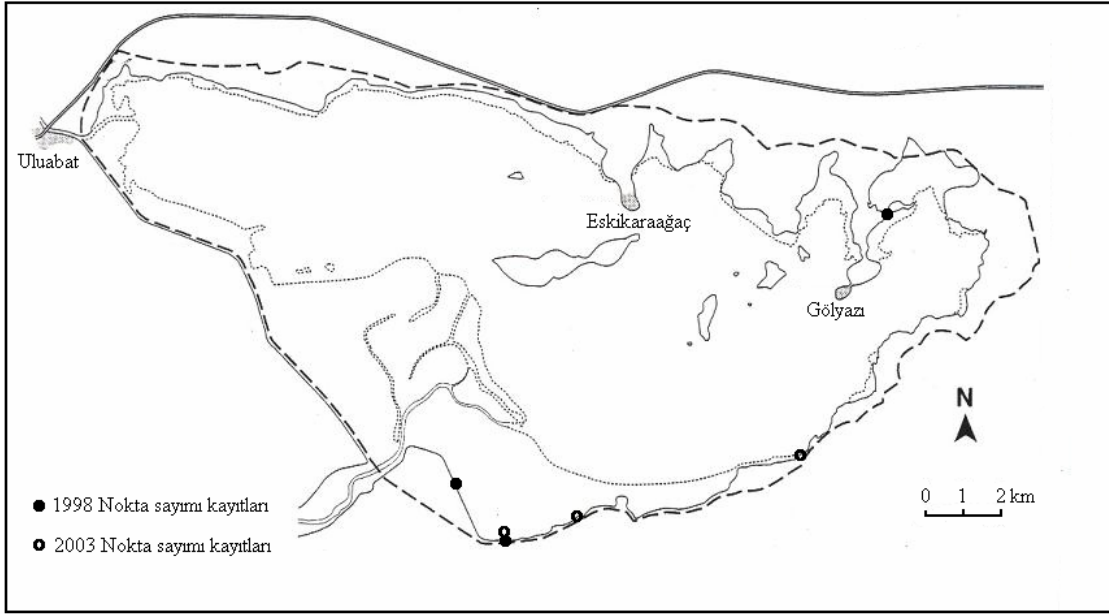 Uluabat
Eskikaraağaç
Gölyazı
N
0 1 2 km
1998 Nokta sayımı kayıtları
2003 Nokta sayımı kayıtları